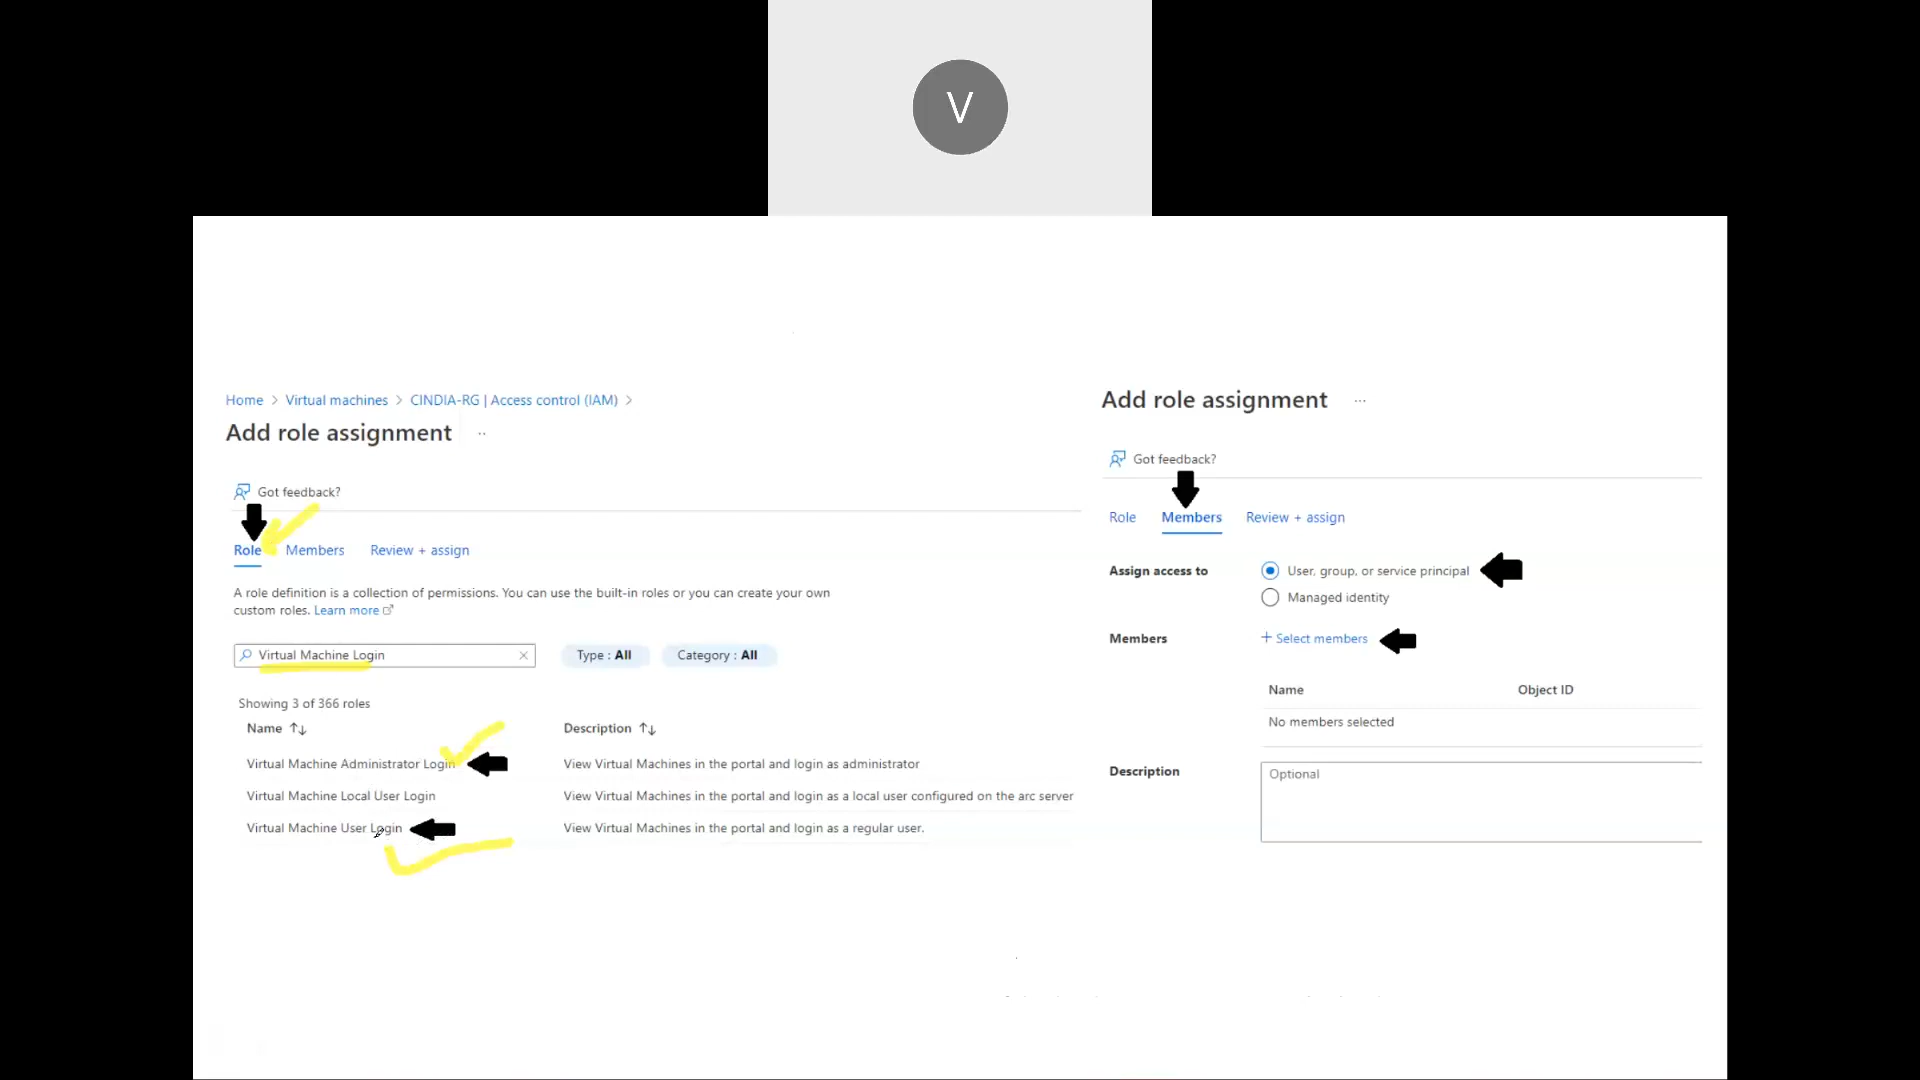 V
Home > Virtual machines > CINDIA-RG | Access control (IAM) >
Add role assignment ..
Got feedback?
Role Members Review + assign
A role definition is a collection of permissions. You can use the built-in roles or you can create your own
custom roles. Learn more
Virtual Machine Login
Type : All Category : All
Showing 3 of 366 roles
Name ↑↓ Description ↑↓
Virtual Machine Administrator Login View Virtual Machines in the portal and login as administrator
Virtual Machine Local User Login View Virtual Machines in the portal and login as a local user configured on the arc server
Virtual Machine User Login View Virtual Machines in the portal and login as a regular user.
Add role assignment ...
Got feedback?
Role Members Review + assign
Assign access to User, group, or service principal
Managed identity
Members + Select members
Name Object ID
No members selected
Description Optional